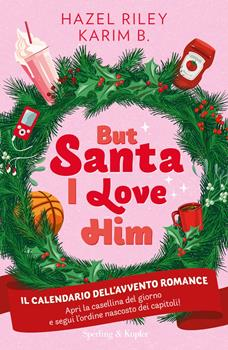 HAZEL RILEY
KARIM B.
But
Santa
I Love
Him
IL CALENDARIO DELL'AVVENTO ROMANCE
Apri la casellina del giorno
e segui l'ordine nascosto dei capitoli!
Sperling & Kupfer